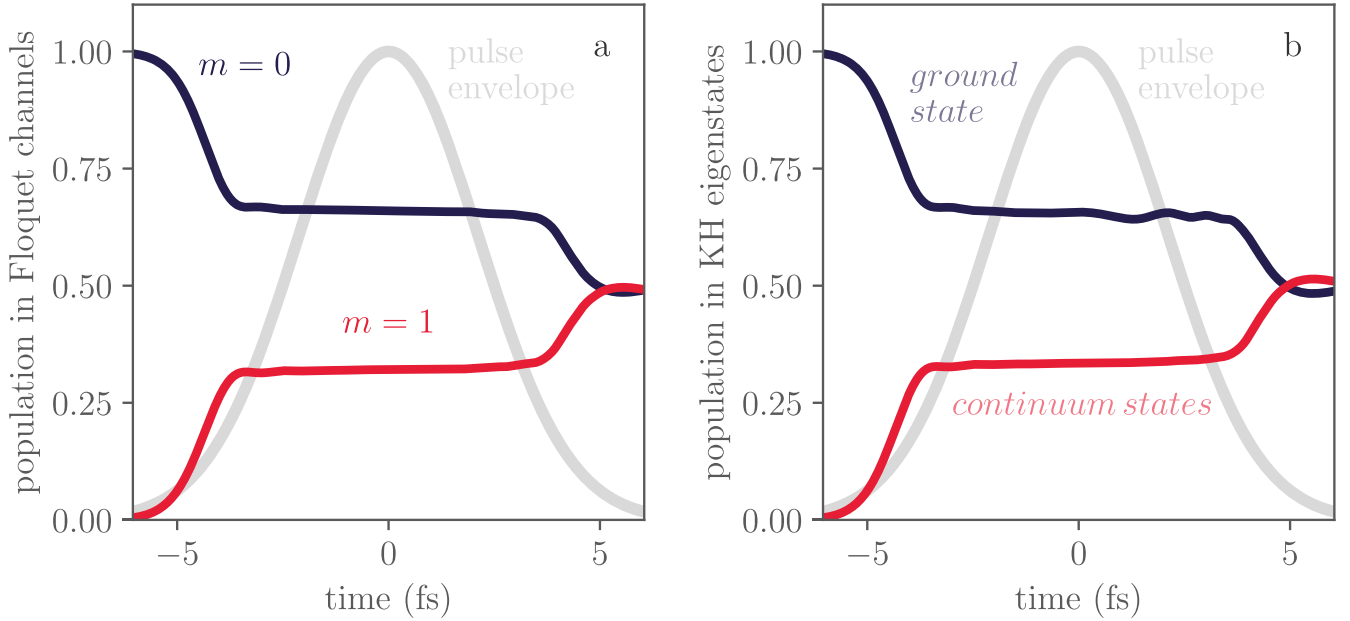 population in Floquet channels
1.00
0.75
0.50
0.25
0.00
m = 0
pulse
envelope
a
m = 1
−5
0
5
time (fs)
population in KH eigenstates
1.00
0.75
0.50
0.25
0.00
ground
state
pulse
envelope
b
continuum states
−5
0
5
time (fs)